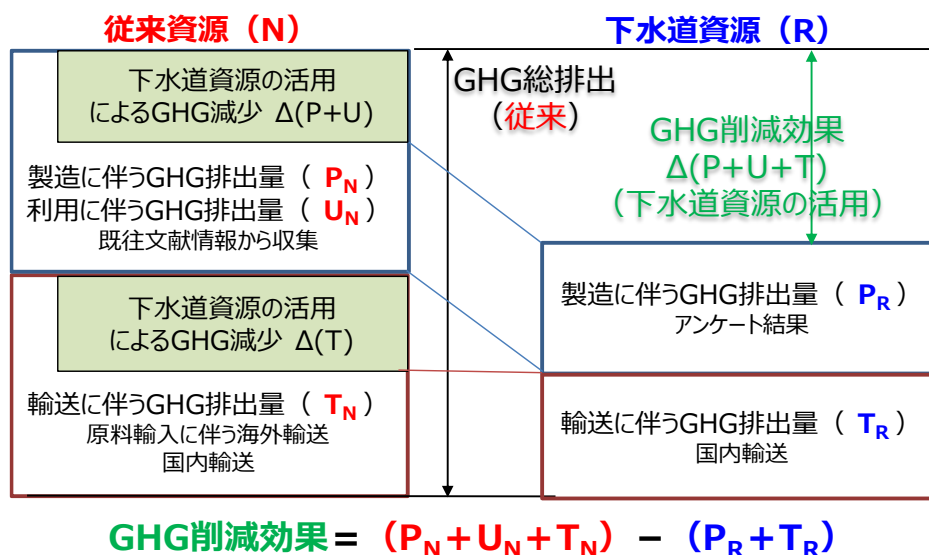 従来資源（N）
下水道資源の活用
によるGHG減少 Δ(P+U)
製造に伴うGHG排出量（ PN ）
利用に伴うGHG排出量（ UN ）
既往文献情報から収集
下水道資源の活用
によるGHG減少 Δ(T)
輸送に伴うGHG排出量（ TN ）
原料輸入に伴う海外輸送
国内輸送
GHG総排出
（従来）
下水道資源（R）
GHG削減効果
Δ(P+U+T)
（下水道資源の活用）
製造に伴うGHG排出量（ PR ）
アンケート結果
輸送に伴うGHG排出量（ TR ）
国内輸送
GHG削減効果＝（PN＋UN＋TN）－（PR＋TR）